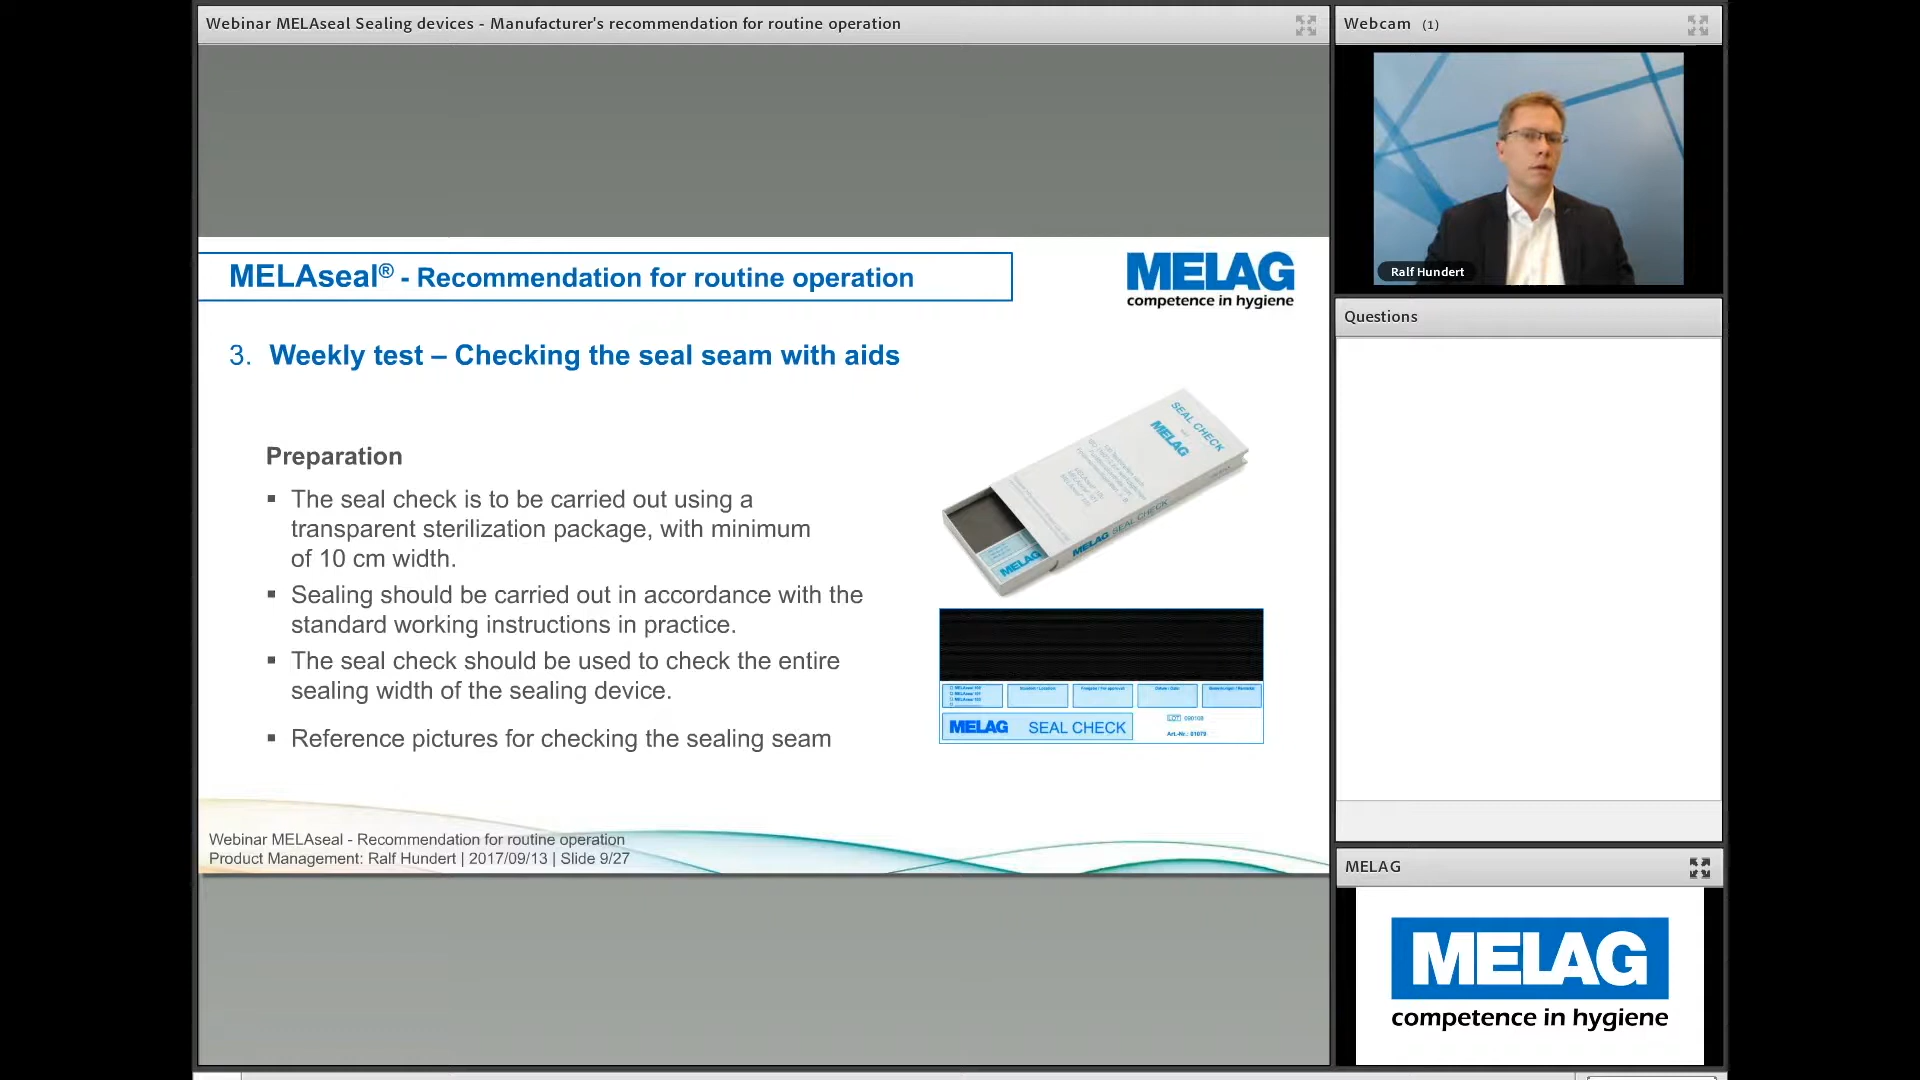 Webinar MELAseal Sealing devices - Manufacturer's recommendation for routine operation
Webcam (1)
Ralf Hundert
Questions
MELAseal® - Recommendation for routine operation
MELAG
competence in hygiene
3. Weekly test – Checking the seal seam with aids
Preparation
▪ The seal check is to be carried out using a
transparent sterilization package, with minimum
of 10 cm width.
▪ Sealing should be carried out in accordance with the
standard working instructions in practice.
▪ The seal check should be used to check the entire
sealing width of the sealing device.
▪ Reference pictures for checking the sealing seam
SEAL CHECK
MELAG
MELAG SEAL CHECK
MELAG
MELAG SEAL CHECK
LOT 090108
Art.-Nr.: 01079
Webinar MELAseal - Recommendation for routine operation
Product Management: Ralf Hundert | 2017/09/13 | Slide 9/27
MELAG
MELAG
competence in hygiene